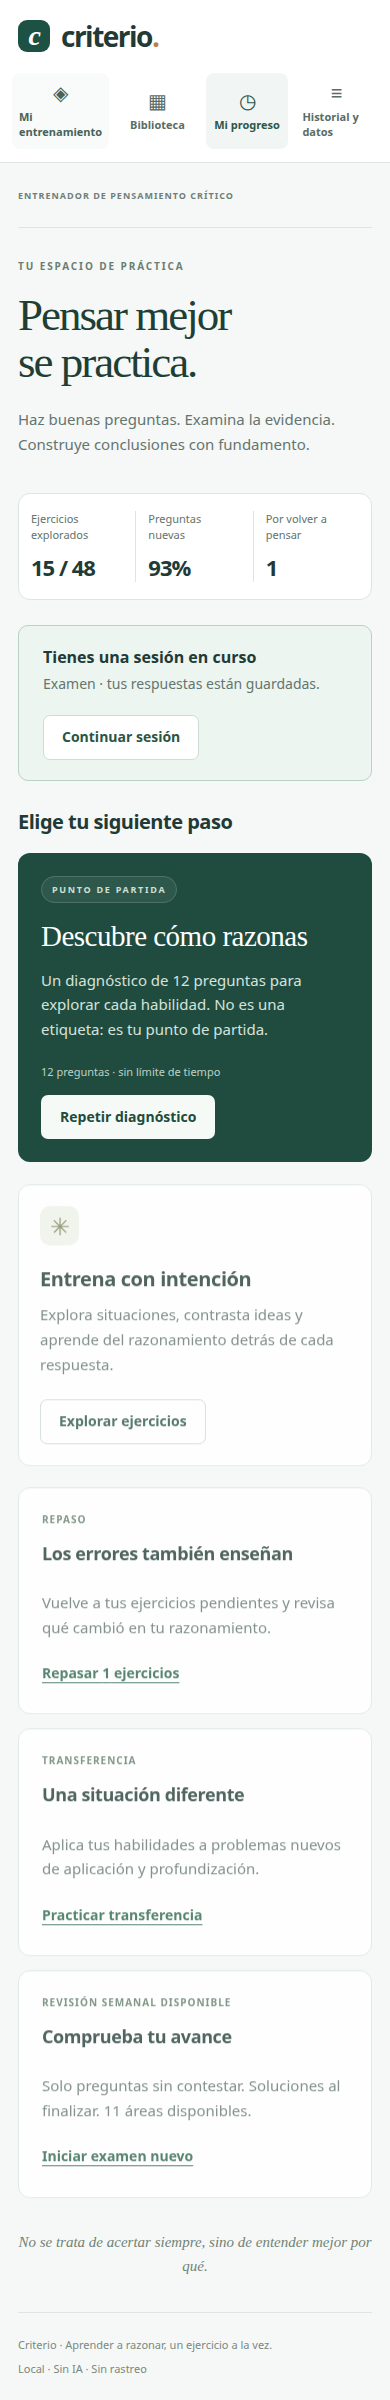 c criterio.
Mi
entrenamiento
Biblioteca
Mi progreso
Historial y
datos
ENTRENADOR DE PENSAMIENTO CRÍTICO
TU ESPACIO DE PRÁCTICA
Pensar mejor
se practica.
Haz buenas preguntas. Examina la evidencia.
Construye conclusiones con fundamento.
Ejercicios
explorados
15 / 48
Preguntas
nuevas
93%
Por volver a
pensar
1
Tienes una sesión en curso
Examen · tus respuestas están guardadas.
Continuar sesión
Elige tu siguiente paso
PUNTO DE PARTIDA
Descubre cómo razonas
Un diagnóstico de 12 preguntas para
explorar cada habilidad. No es una
etiqueta: es tu punto de partida.
12 preguntas · sin límite de tiempo
Repetir diagnóstico
Entrena con intención
Explora situaciones, contrasta ideas y
aprende del razonamiento detrás de cada
respuesta.
Explorar ejercicios
REPASO
Los errores también enseñan
Vuelve a tus ejercicios pendientes y revisa
qué cambió en tu razonamiento.
Repasar 1 ejercicios
TRANSFERENCIA
Una situación diferente
Aplica tus habilidades a problemas nuevos
de aplicación y profundización.
Practicar transferencia
REVISIÓN SEMANAL DISPONIBLE
Comprueba tu avance
Solo preguntas sin contestar. Soluciones al
finalizar. 11 áreas disponibles.
Iniciar examen nuevo
No se trata de acertar siempre, sino de entender mejor por
qué.
Criterio · Aprender a razonar, un ejercicio a la vez.
Local · Sin IA · Sin rastreo